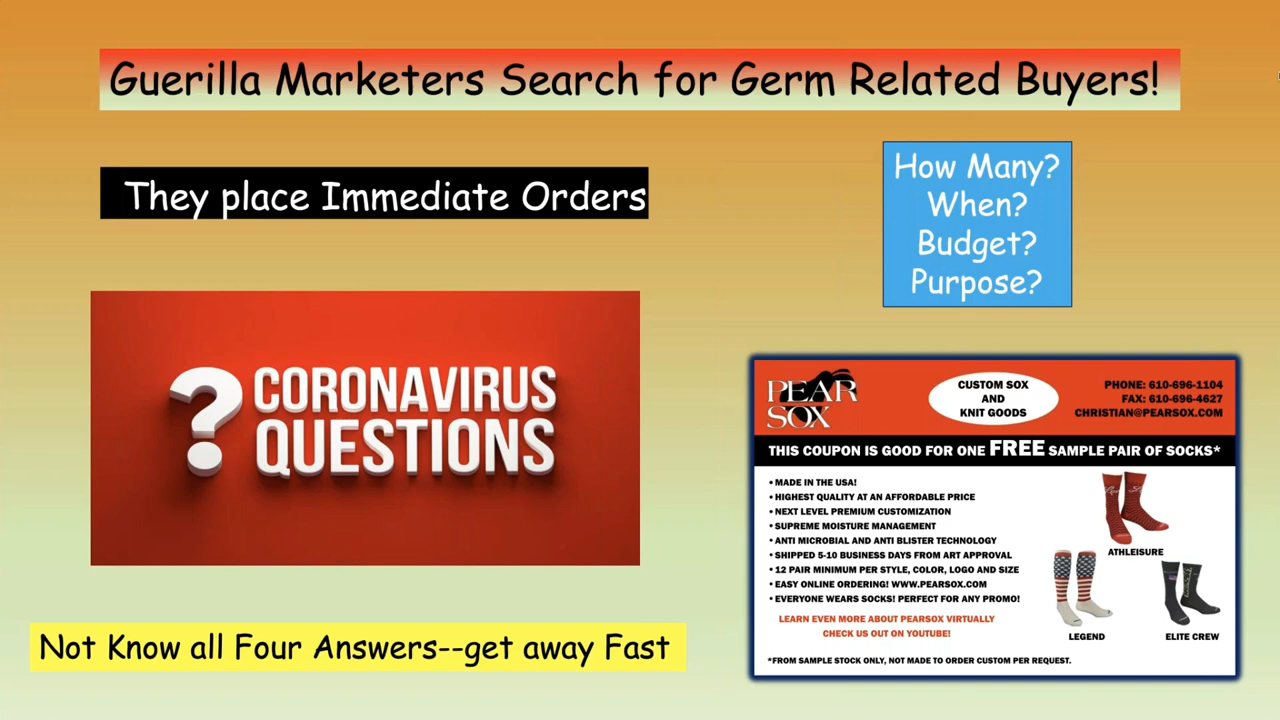 Guerilla Marketers Search for Germ Related Buyers!
They place Immediate Orders
How Many?
When?
Budget?
Purpose?
? CORONAVIRUS
QUESTIONS
PEAR
SOX
CUSTOM SOX
AND
KNIT GOODS
PHONE: 610-696-1104
FAX: 610-696-4627
CHRISTIAN@PEARSOX.COM
THIS COUPON IS GOOD FOR ONE FREE SAMPLE PAIR OF SOCKS*
• MADE IN THE USA!
• HIGHEST QUALITY AT AN AFFORDABLE PRICE
• NEXT LEVEL PREMIUM CUSTOMIZATION
• SUPREME MOISTURE MANAGEMENT
• ANTI MICROBIAL AND ANTI BLISTER TECHNOLOGY
• SHIPPED 5-10 BUSINESS DAYS FROM ART APPROVAL
• 12 PAIR MINIMUM PER STYLE, COLOR, LOGO AND SIZE
• EASY ONLINE ORDERING! WWW.PEARSOX.COM
• EVERYONE WEARS SOCKS! PERFECT FOR ANY PROMO!
LEARN EVEN MORE ABOUT PEARSOX VIRTUALLY
CHECK US OUT ON YOUTUBE!
ATHLEISURE
LEGEND
ELITE CREW
*FROM SAMPLE STOCK ONLY, NOT MADE TO ORDER CUSTOM PER REQUEST.
Not Know all Four Answers--get away Fast